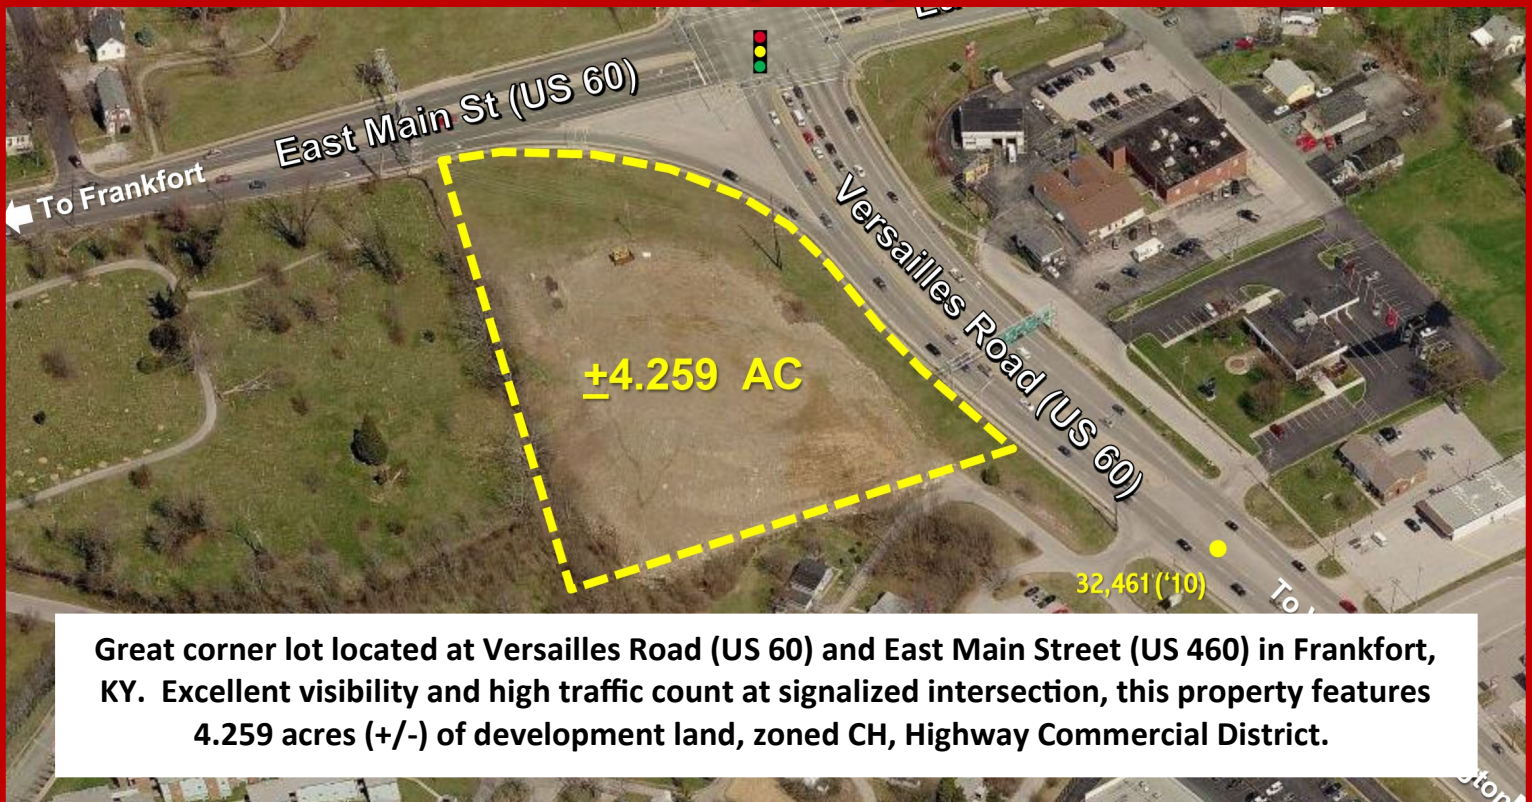 East Main St (US 60)
To Frankfort
Versailles Road (US 60)
+4.259 AC
32,461 ('10)
To
Great corner lot located at Versailles Road (US 60) and East Main Street (US 460) in Frankfort,
KY. Excellent visibility and high traffic count at signalized intersection, this property features
4.259 acres (+/-) of development land, zoned CH, Highway Commercial District.